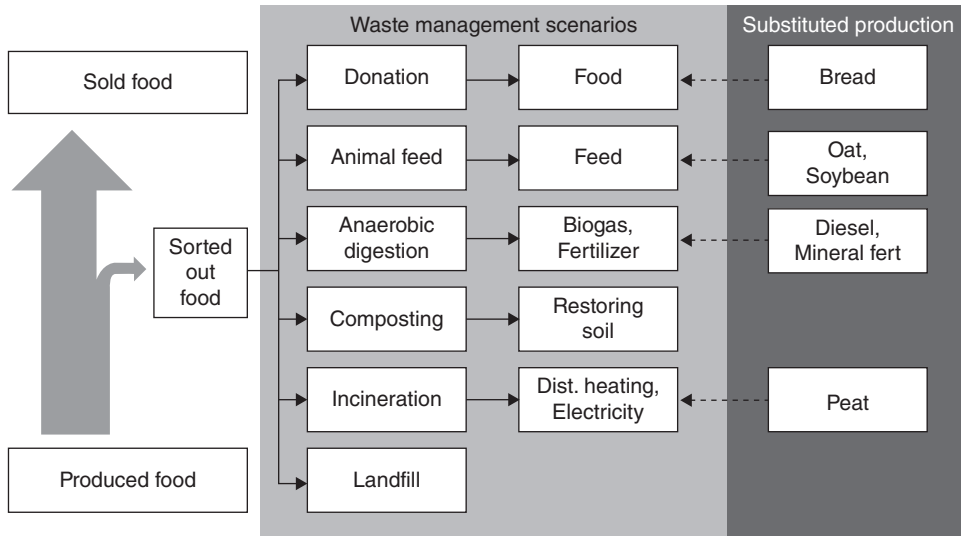 Waste management scenarios
Substituted production
Sold food
Donation
Food
Bread
Animal feed
Feed
Oat,
Soybean
Sorted
out
food
Anaerobic
digestion
Biogas,
Fertilizer
Diesel,
Mineral fert
Composting
Restoring
soil
Incineration
Dist. heating,
Electricity
Peat
Produced food
Landfill